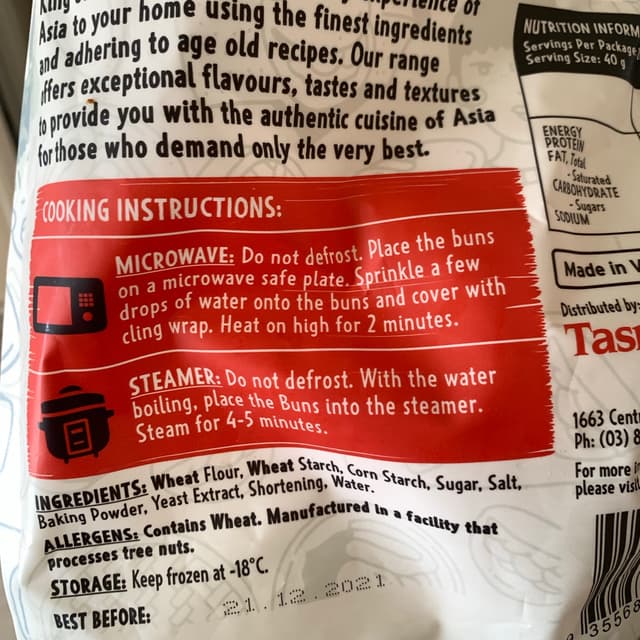 Asia to your home using the finest ingredients
and adhering to age old recipes. Our range
offers exceptional flavours, tastes and textures
to provide you with the authentic cuisine of Asia
for those who demand only the very best.
COOKING INSTRUCTIONS:
MICROWAVE: Do not defrost. Place the buns
on a microwave safe plate. Sprinkle a few
drops of water onto the buns and cover with
cling wrap. Heat on high for 2 minutes.
STEAMER: Do not defrost. With the water
boiling, place the Buns into the steamer.
Steam for 4-5 minutes.
INGREDIENTS: Wheat Flour, Wheat Starch, Corn Starch, Sugar, Salt,
Baking Powder, Yeast Extract, Shortening, Water.
ALLERGENS: Contains Wheat. Manufactured in a facility that
processes tree nuts.
STORAGE: Keep frozen at -18°C.
BEST BEFORE: 21.12.2021
NUTRITION INFORM
Servings Per Package
Serving Size: 40 g
ENERGY
PROTEIN
FAT, Total
- Saturated
CARBOHYDRATE
- Sugars
SODIUM
Made in
Distributed by:
Tas
1663 Cent
Ph: (03) 8
For more
please visi
35568